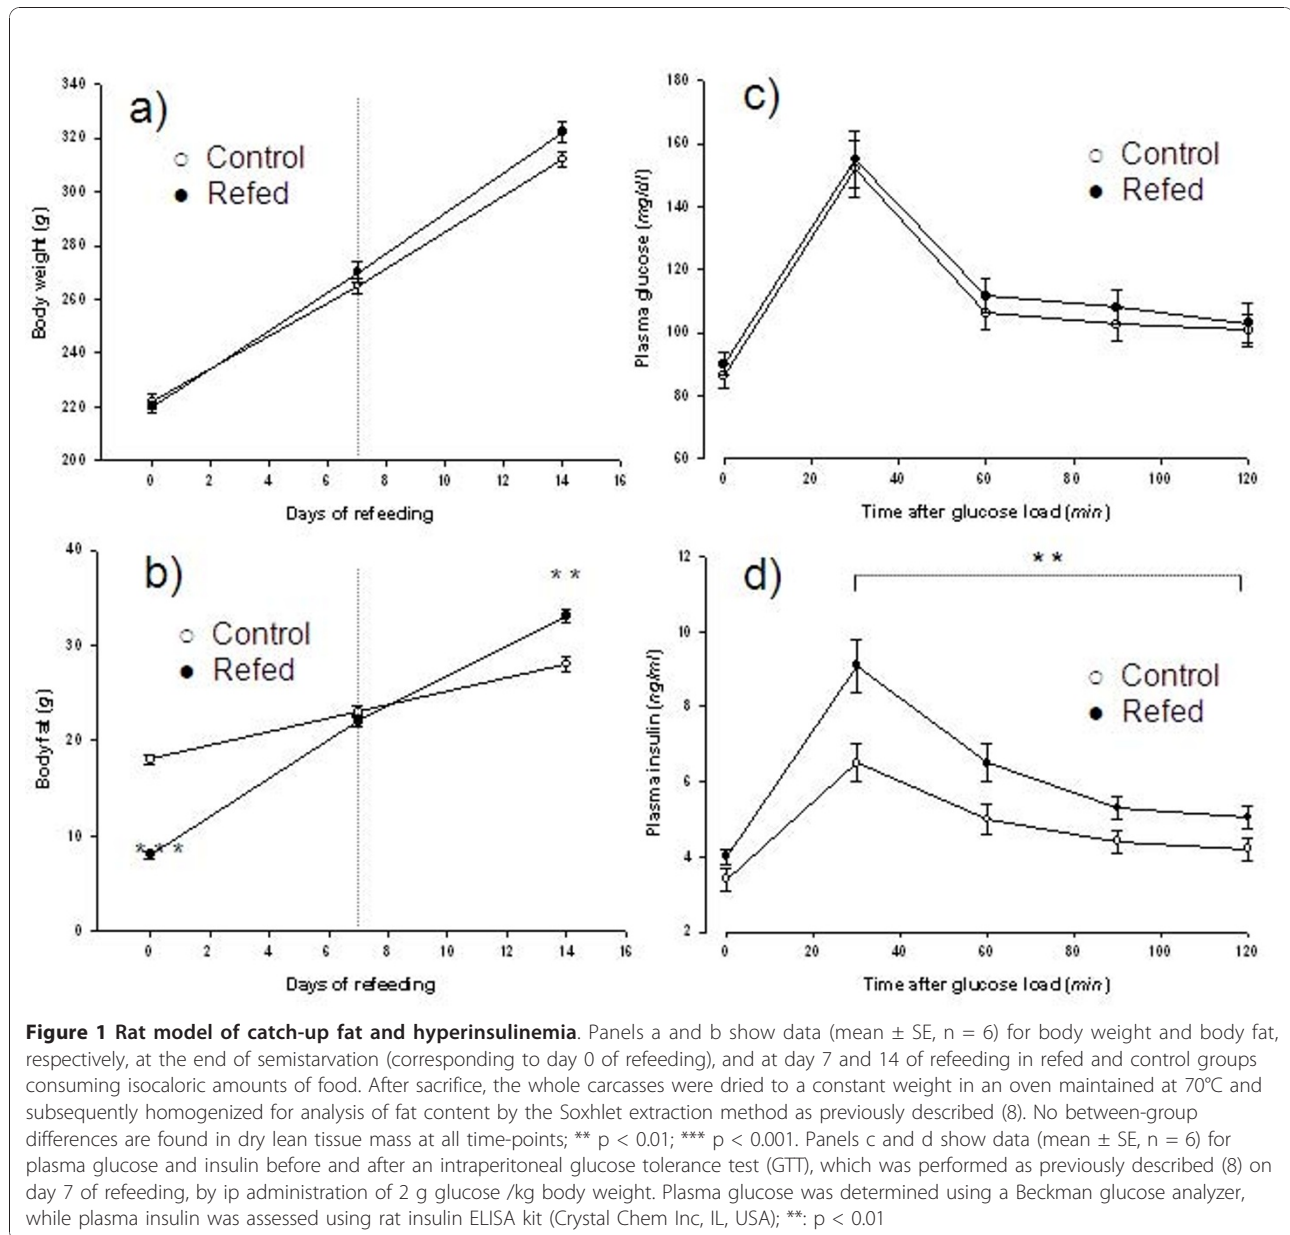 a)
Control
Refed
340
320
300
280
260
240
220
200
Body weight (g)
0 2 4 6 8 10 12 14 16
Days of refeeding
c)
Control
Refed
180
160
140
120
100
80
60
Plasma glucose (mg/dl)
0 20 40 60 80 100 120
Time after glucose load (min)
b)
Control
Refed
* *
* * *
40
30
20
10
0
Body fat (g)
0 2 4 6 8 10 12 14 16
Days of refeeding
d)
* *
Control
Refed
12
10
8
6
4
2
Plasma insulin (ng/ml)
0 20 40 60 80 100 120
Time after glucose load (min)
Figure 1 Rat model of catch-up fat and hyperinsulinemia. Panels a and b show data (mean ± SE, n = 6) for body weight and body fat,
respectively, at the end of semistarvation (corresponding to day 0 of refeeding), and at day 7 and 14 of refeeding in refed and control groups
consuming isocaloric amounts of food. After sacrifice, the whole carcasses were dried to a constant weight in an oven maintained at 70°C and
subsequently homogenized for analysis of fat content by the Soxhlet extraction method as previously described (8). No between-group
differences are found in dry lean tissue mass at all time-points; ** p < 0.01; *** p < 0.001. Panels c and d show data (mean ± SE, n = 6) for
plasma glucose and insulin before and after an intraperitoneal glucose tolerance test (GTT), which was performed as previously described (8) on
day 7 of refeeding, by ip administration of 2 g glucose /kg body weight. Plasma glucose was determined using a Beckman glucose analyzer,
while plasma insulin was assessed using rat insulin ELISA kit (Crystal Chem Inc, IL, USA); **: p < 0.01